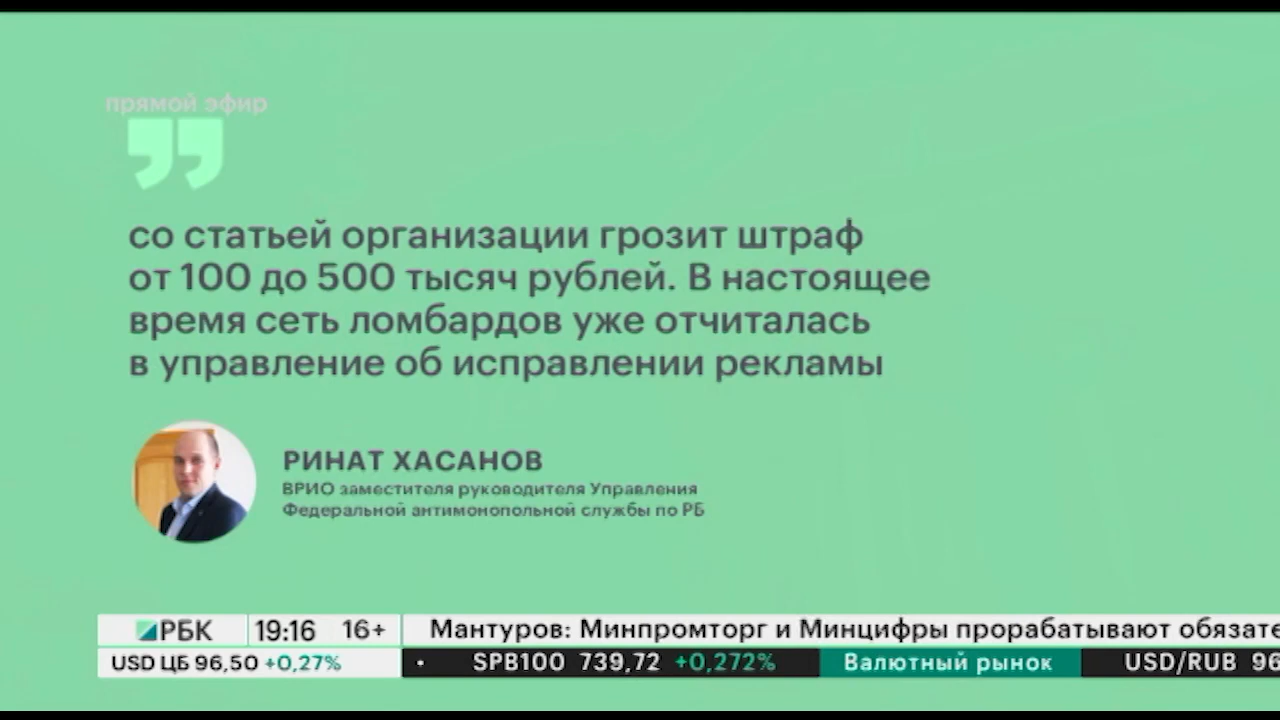 прямой эфир
со статьей организации грозит штраф
от 100 до 500 тысяч рублей. В настоящее
время сеть ломбардов уже отчиталась
в управление об исправлении рекламы
РИНАТ ХАСАНОВ
ВРИО заместителя руководителя Управления
Федеральной антимонопольной службы по РБ
РБК 19:16 16+ Мантуров: Минпромторг и Минцифры прорабатывают обязате
USD ЦБ 96,50 +0,27% • SPB100 739,72 +0,272% Валютный рынок USD/RUB 96